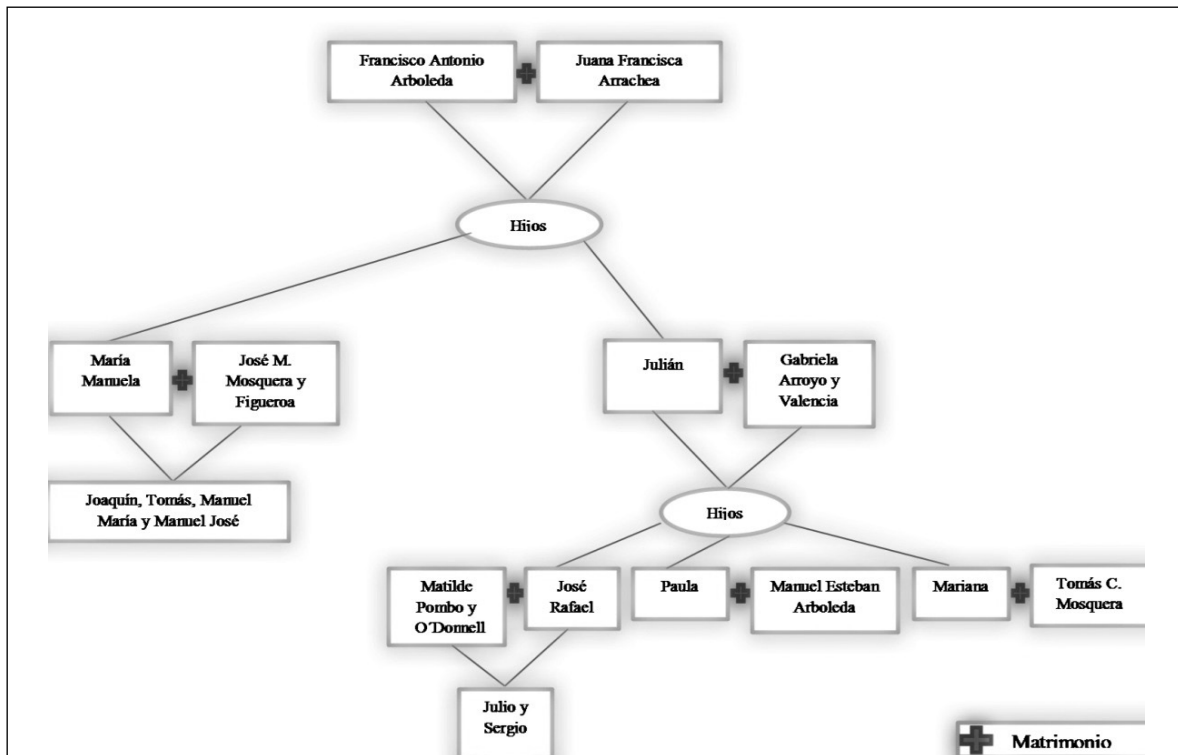 Francisco Antonio
Arboleda
Juana Francisca
Arrachea
Hijos
María
Manuela
José M.
Mosquera y
Figueroa
Julián
Gabriela
Arroyo y
Valencia
Joaquín, Tomás, Manuel
María y Manuel José
Hijos
Matilde
Pombo y
O´Donnell
José
Rafael
Paula
Manuel Esteban
Arboleda
Mariana
Tomás C.
Mosquera
Julio y
Sergio
Matrimonio